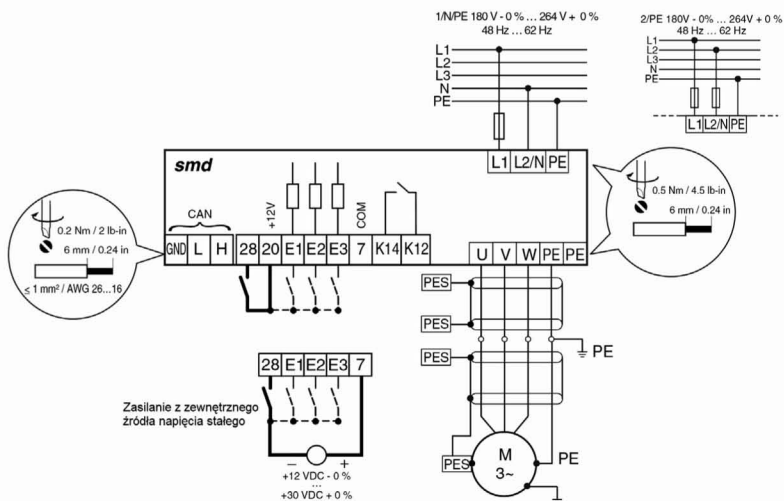 1/N/PE 180 V - 0 % ... 264 V + 0 %
48 Hz ... 62 Hz
L1
L2
L3
N
PE
2/PE 180V - 0% ... 264V + 0 %
48 Hz ... 62 Hz
L1
L2
L3
N
PE
L1 L2/N PE
smd
L1 L2/N PE
0.2 Nm / 2 lb-in
6 mm / 0.24 in
≤ 1 mm² / AWG 26...16
CAN
+12V
COM
GND L H 28 20 E1 E2 E3 7 K14 K12
U V W PE PE
0.5 Nm / 4.5 lb-in
6 mm / 0.24 in
PES
PES
PES
PE
28 E1 E2 E3 7
Zasilanie z zewnętrznego
źródła napięcia stałego
– +
+12 VDC - 0 %
...
+30 VDC + 0 %
PES
M
3~
PE